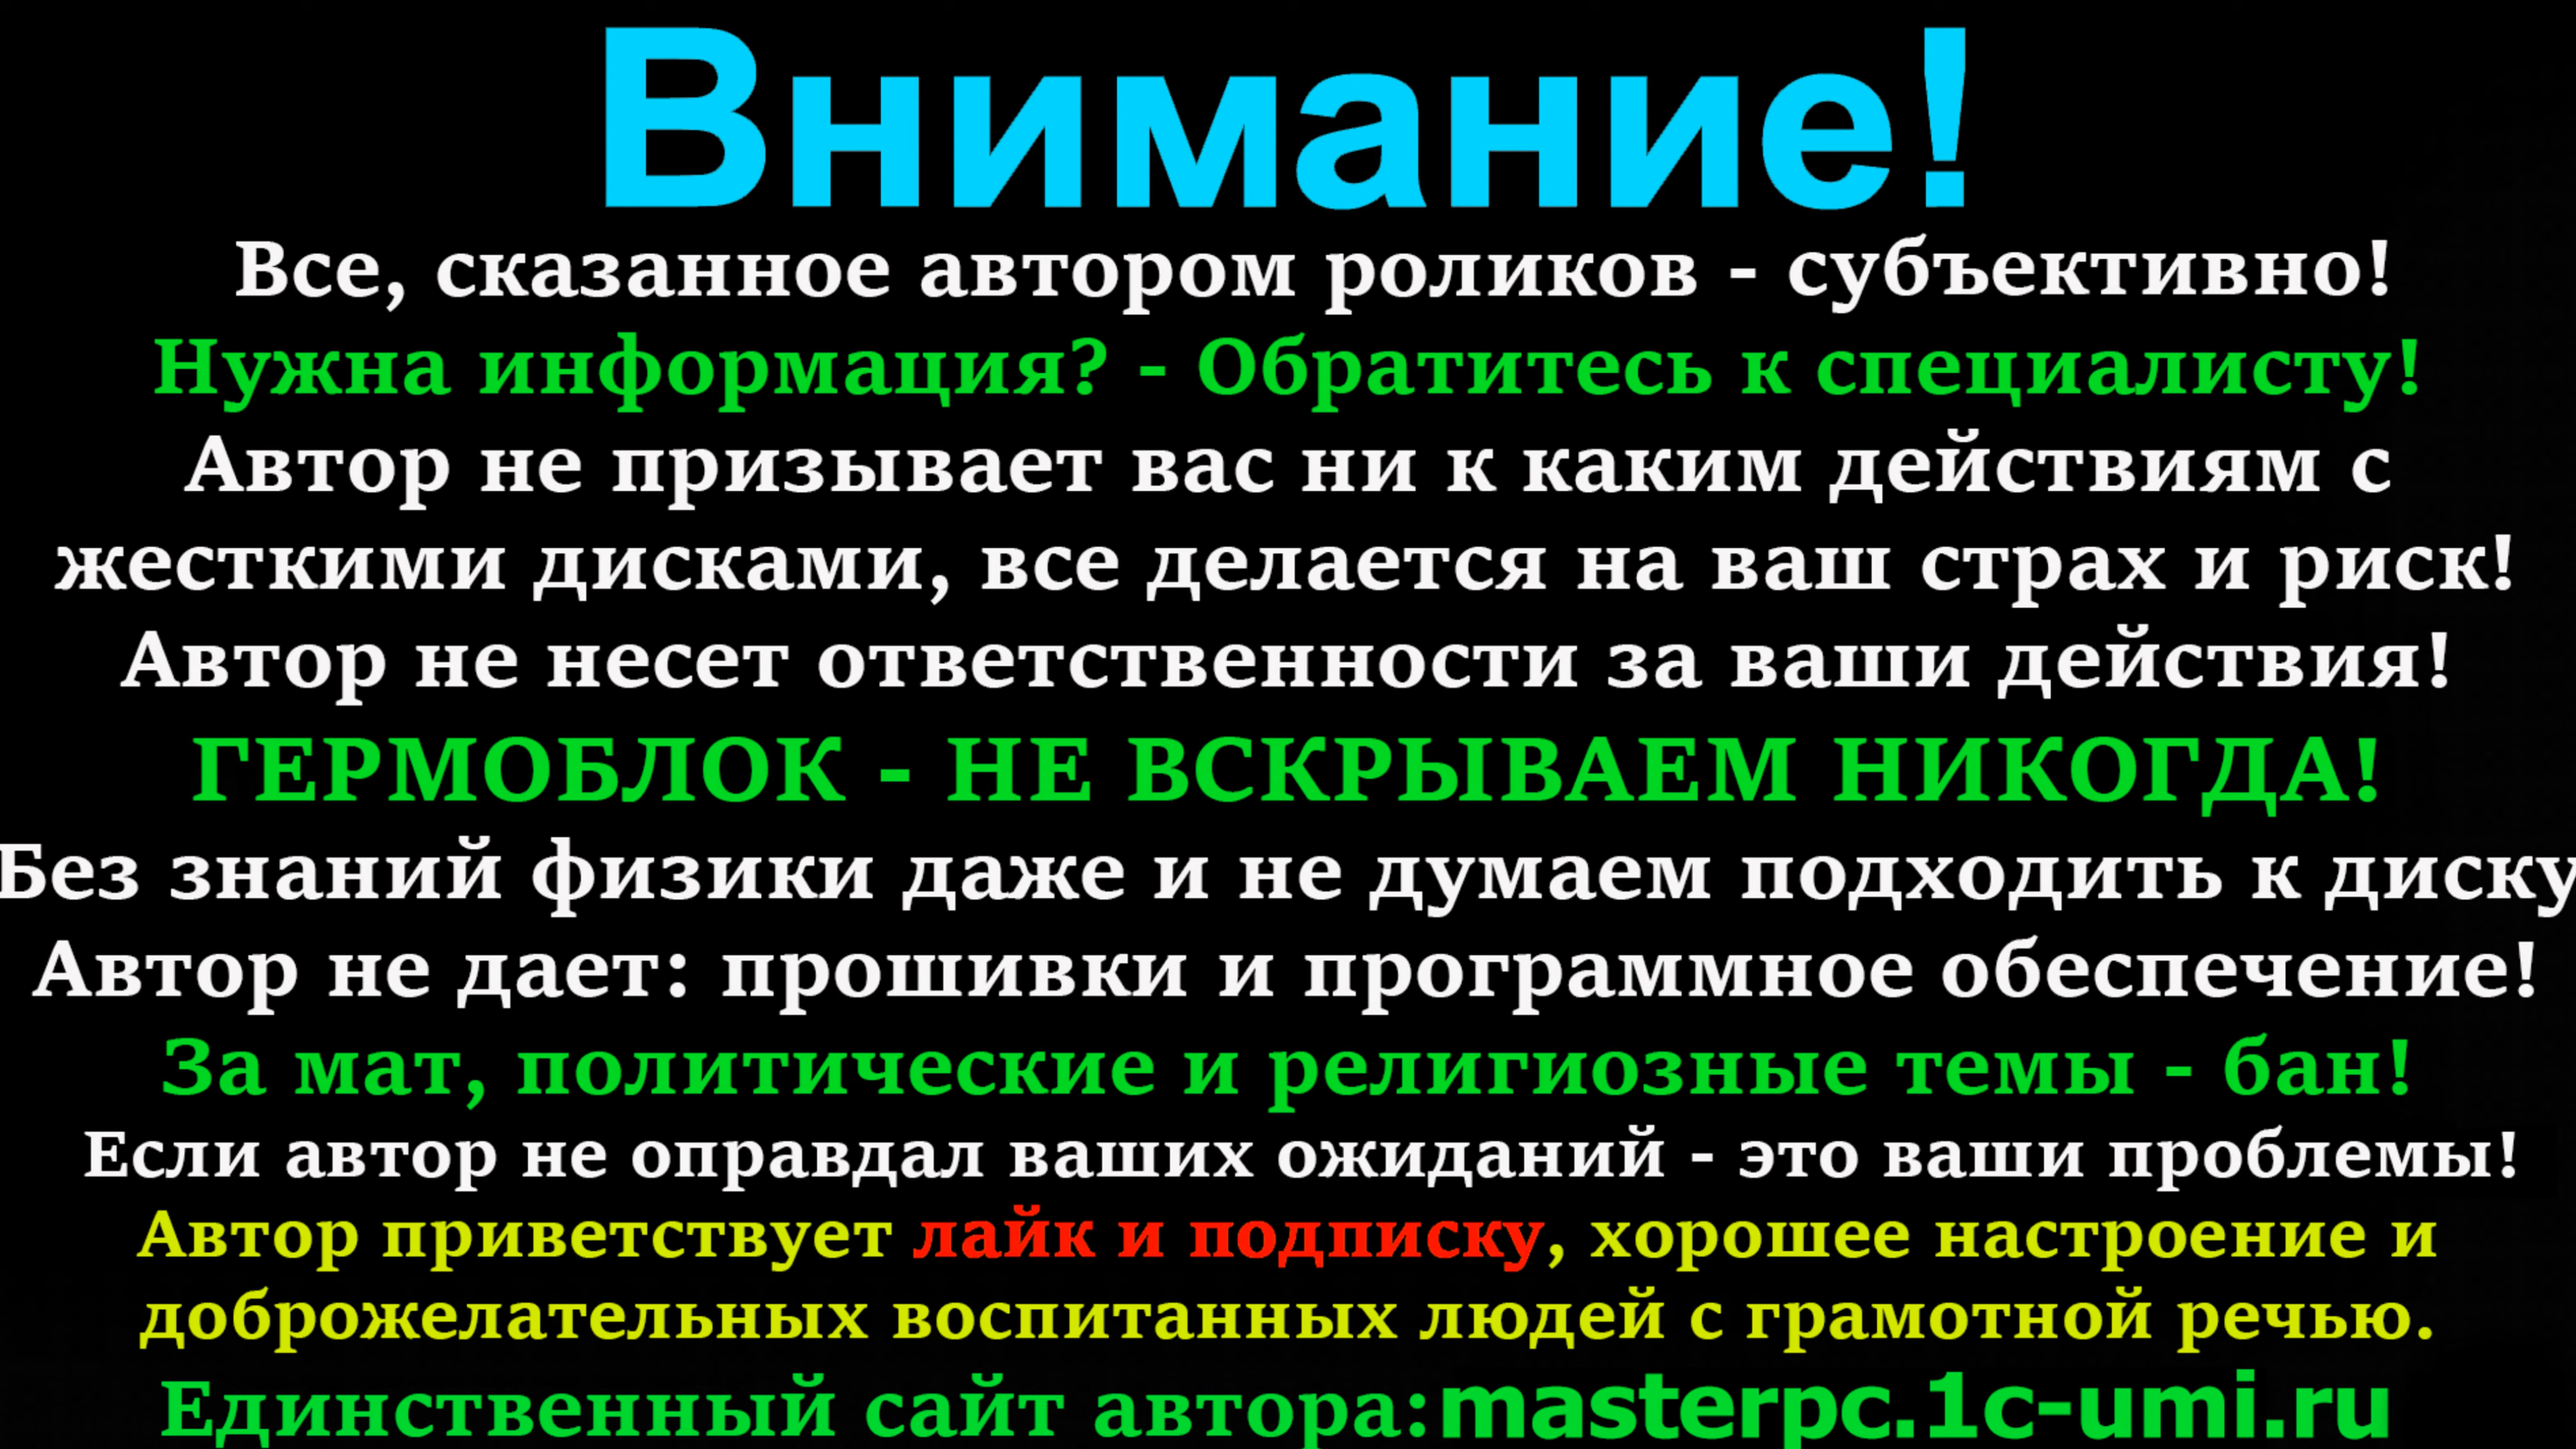 Внимание!
Все, сказанное автором роликов - субъективно!
Нужна информация? - Обратитесь к специалисту!
Автор не призывает вас ни к каким действиям с
жесткими дисками, все делается на ваш страх и риск!
Автор не несет ответственности за ваши действия!
ГЕРМОБЛОК - НЕ ВСКРЫВАЕМ НИКОГДА!
Без знаний физики даже и не думаем подходить к диску
Автор не дает: прошивки и программное обеспечение!
За мат, политические и религиозные темы - бан!
Если автор не оправдал ваших ожиданий - это ваши проблемы!
Автор приветствует лайк и подписку, хорошее настроение и
доброжелательных воспитанных людей с грамотной речью.
Единственный сайт автора:masterpc.1c-umi.ru